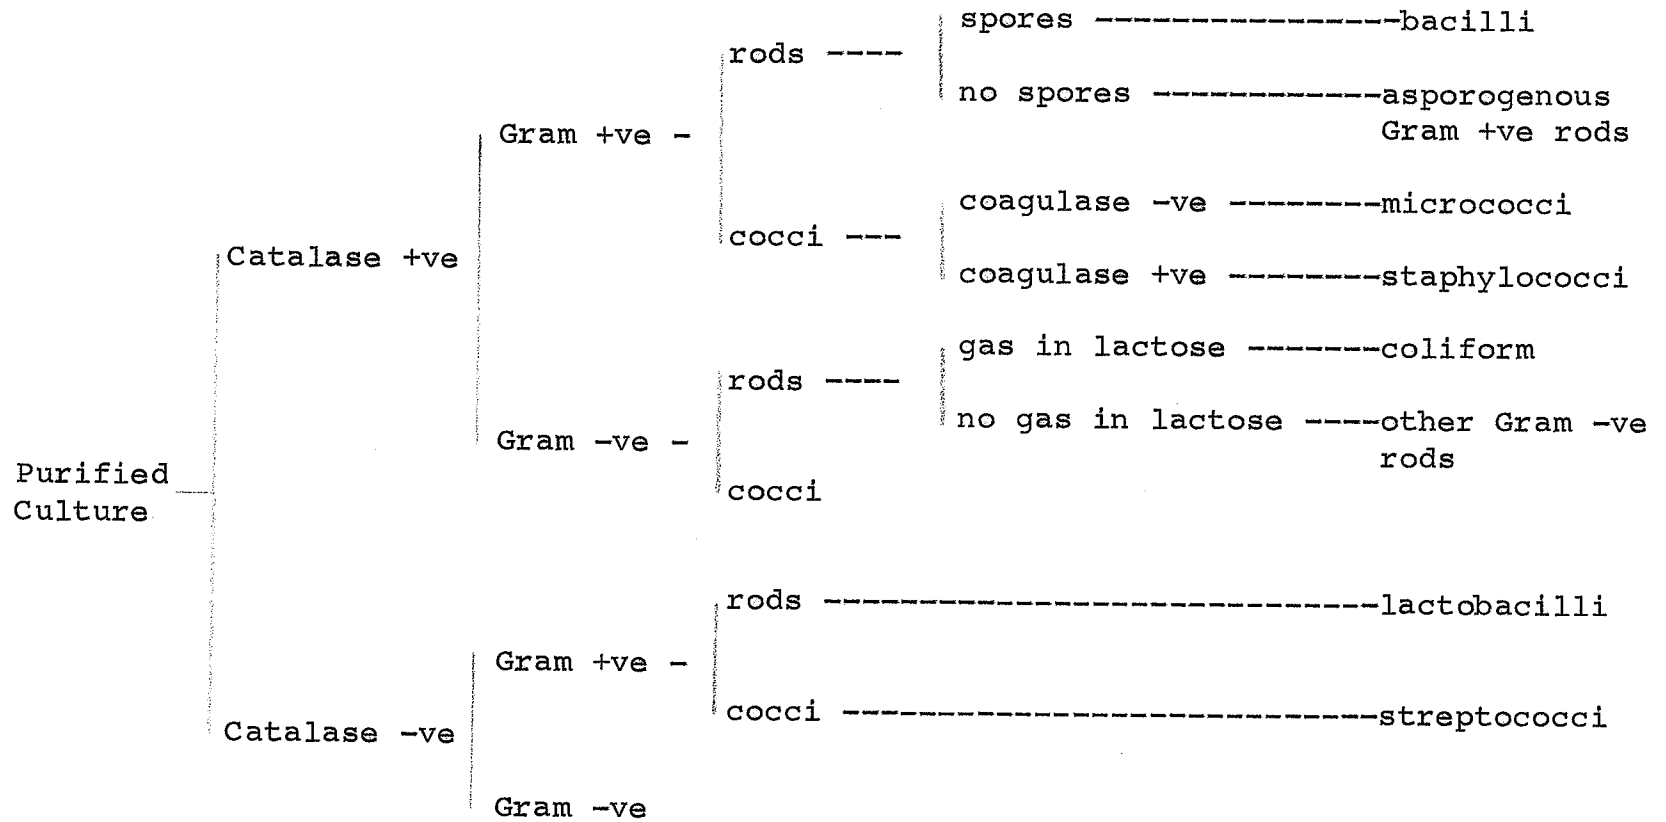 spores -----------------bacilli
rods ----
no spores ------------asporogenous
Gram +ve rods
Gram +ve -
coagulase -ve --------micrococci
cocci ---
Catalase +ve
coagulase +ve --------staphylococci
gas in lactose -------coliform
rods ----
no gas in lactose ----other Gram -ve
rods
Gram -ve -
Purified
Culture
cocci
rods -----------------------------lactobacilli
Gram +ve -
cocci ----------------------------streptococci
Catalase -ve
Gram -ve